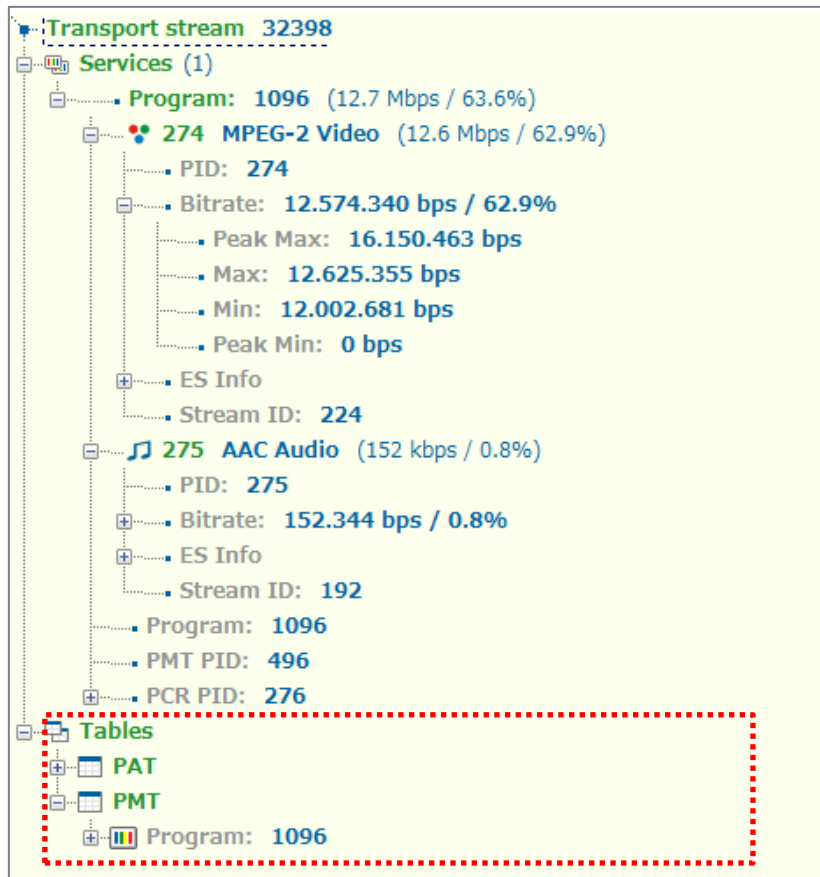 Transport stream 32398
Services (1)
Program: 1096 (12.7 Mbps / 63.6%)
274 MPEG-2 Video (12.6 Mbps / 62.9%)
PID: 274
Bitrate: 12.574.340 bps / 62.9%
Peak Max: 16.150.463 bps
Max: 12.625.355 bps
Min: 12.002.681 bps
Peak Min: 0 bps
ES Info
Stream ID: 224
275 AAC Audio (152 kbps / 0.8%)
PID: 275
Bitrate: 152.344 bps / 0.8%
ES Info
Stream ID: 192
Program: 1096
PMT PID: 496
PCR PID: 276
Tables
PAT
PMT
Program: 1096